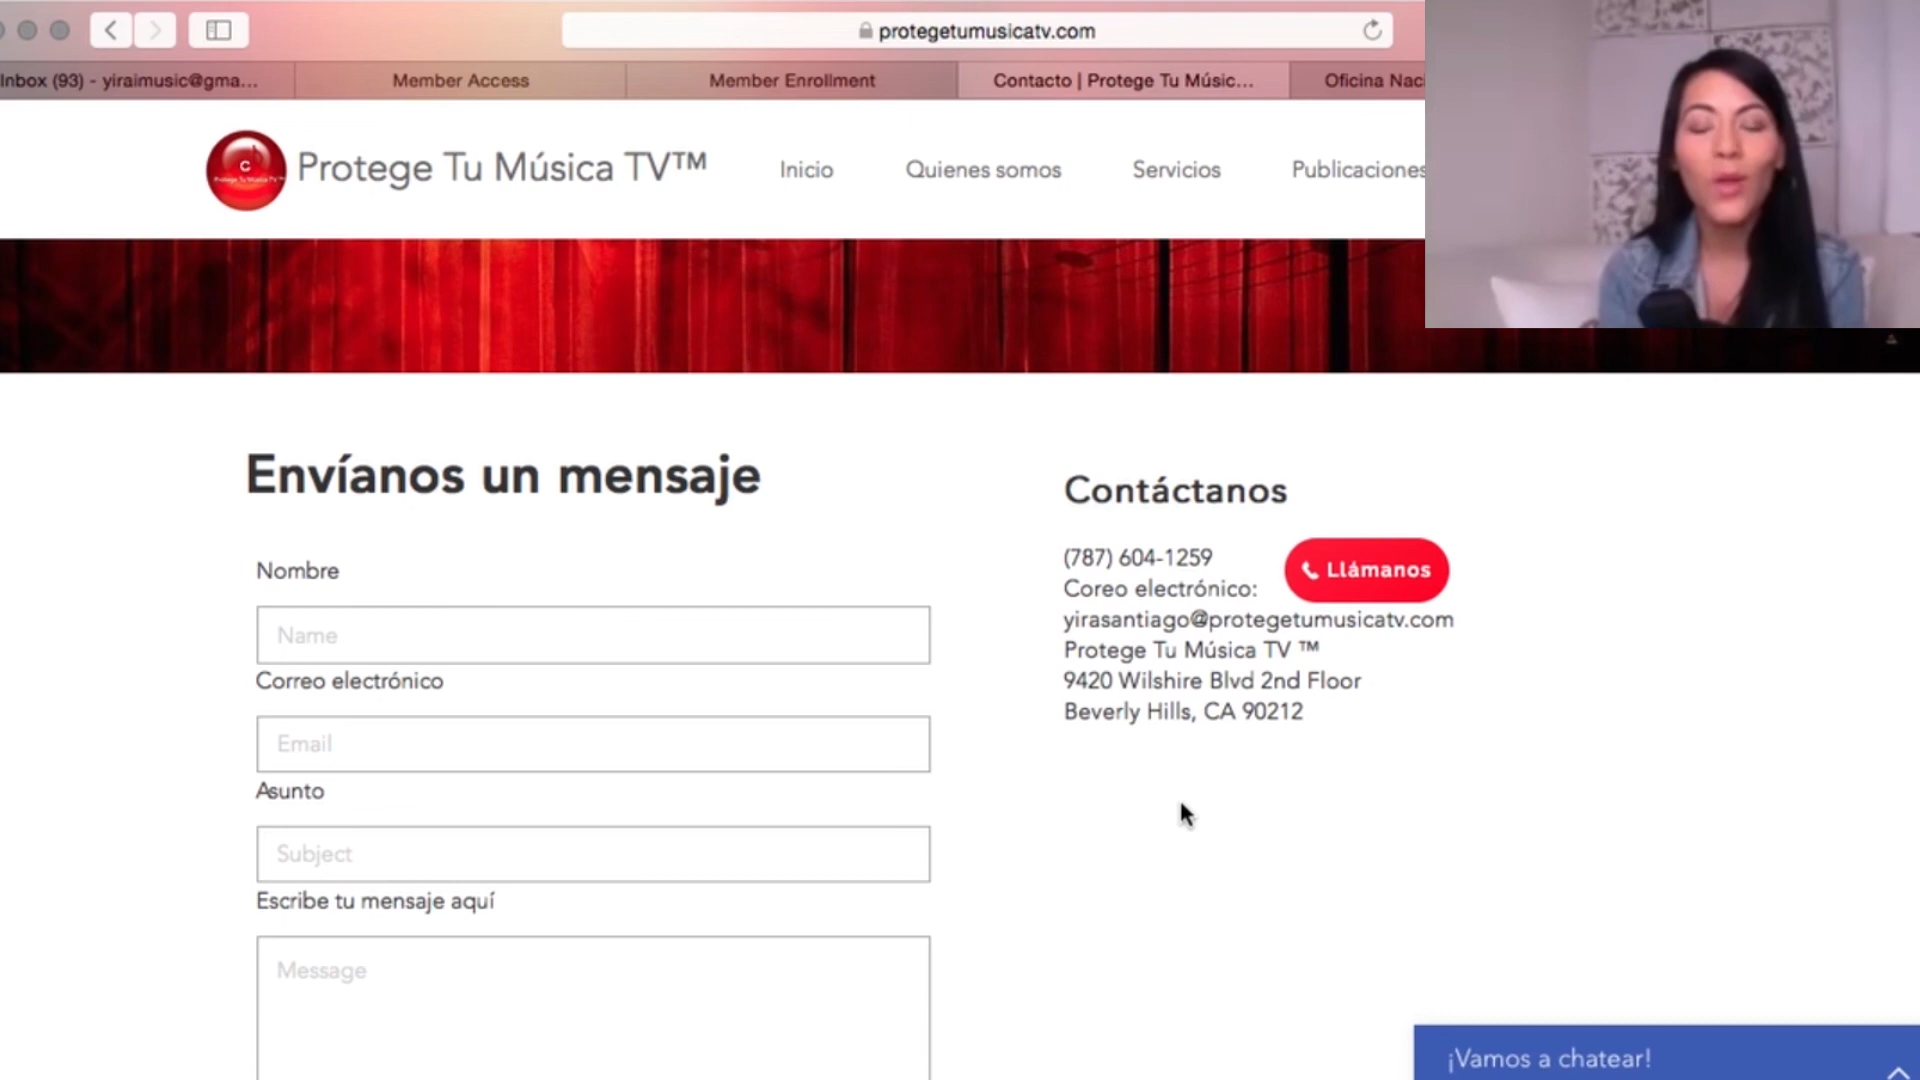 protegetumusicatv.com
Inbox (93) - yiraimusic@gma...
Member Access
Member Enrollment
Contacto | Protege Tu Músic...
Oficina Naci
Protege Tu Música TV™
Inicio
Quienes somos
Servicios
Publicaciones
Envíanos un mensaje
Nombre
Name
Correo electrónico
Email
Asunto
Subject
Escribe tu mensaje aquí
Message
Contáctanos
(787) 604-1259
Llámanos
Coreo electrónico:
yirasantiago@protegetumusicatv.com
Protege Tu Música TV ™
9420 Wilshire Blvd 2nd Floor
Beverly Hills, CA 90212
¡Vamos a chatear!